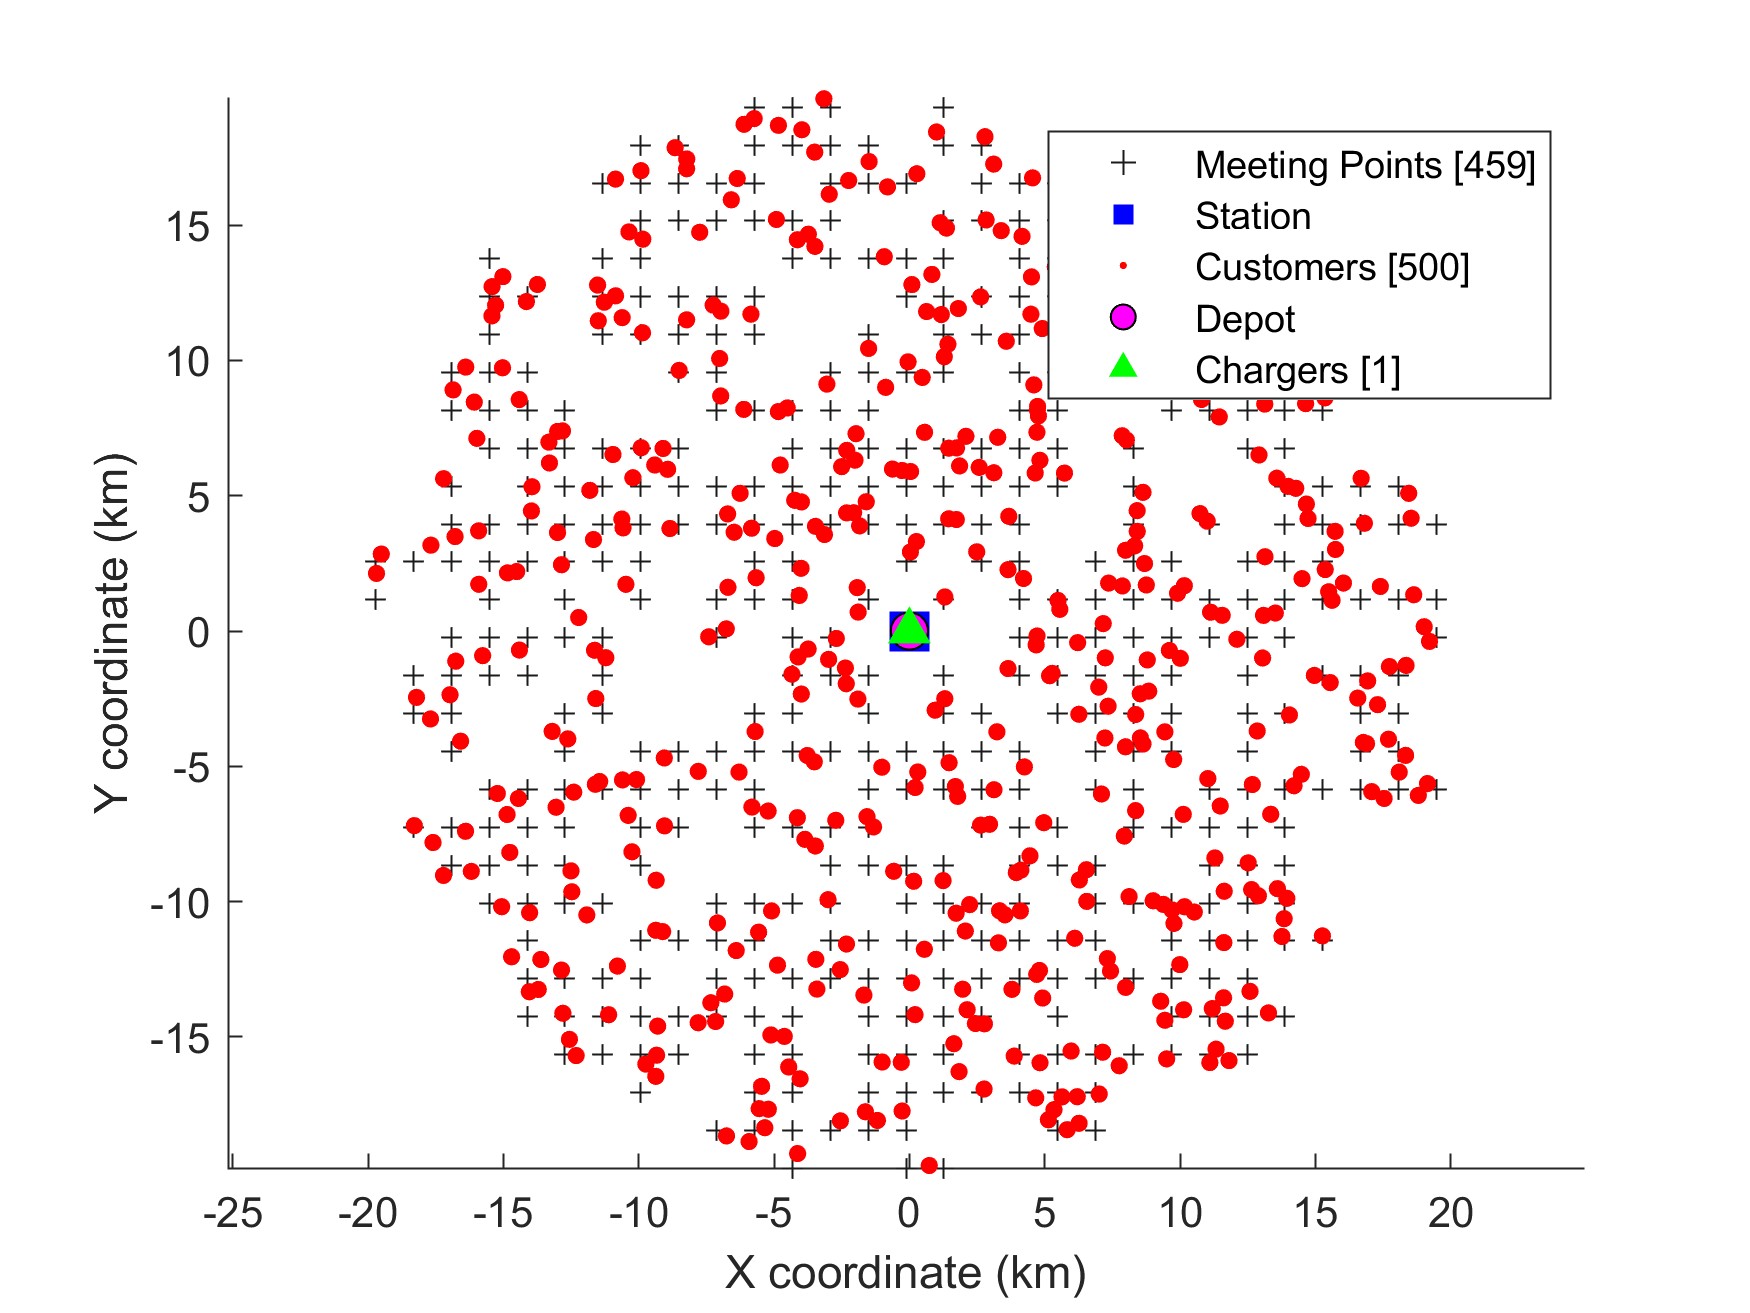 Meeting Points [459]
Station
Customers [500]
Depot
Chargers [1]
15
10
5
0
-5
-10
-15
Y coordinate (km)
-25 -20 -15 -10 -5 0 5 10 15 20
X coordinate (km)